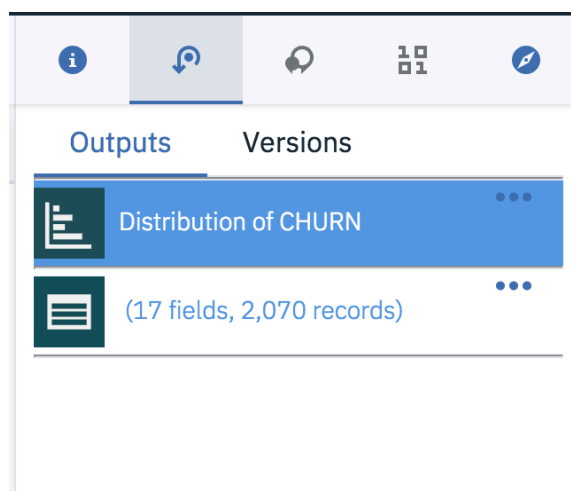 Outputs Versions
Distribution of CHURN
(17 fields, 2,070 records)